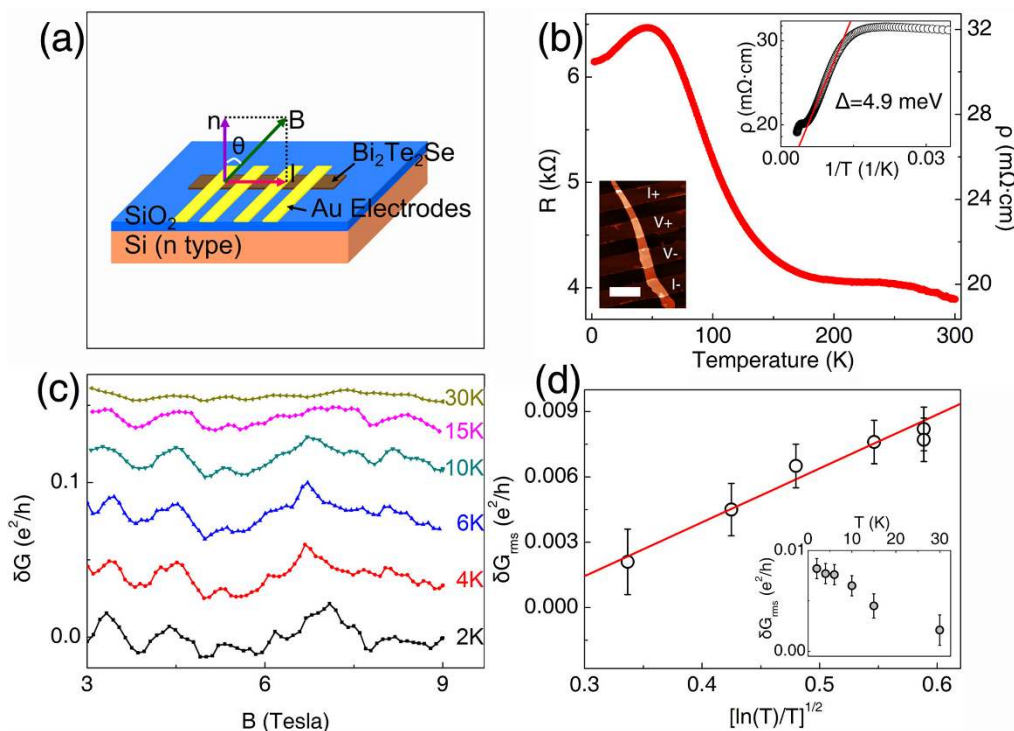 (a)
n
B
θ
I
Bi₂Te₂Se
Au Electrodes
SiO₂
Si (n type)
(b)
R (kΩ)
6
5
4
0
100
200
300
Temperature (K)
ρ (mΩ·cm)
32
28
24
20
ρ (mΩ·cm)
30
20
0.00
0.03
1/T (1/K)
Δ=4.9 meV
I+
V+
V-
I-
(c)
δG (e²/h)
0.1
0.0
30K
15K
10K
6K
4K
2K
3
6
9
B (Tesla)
(d)
δG_rms (e²/h)
0.009
0.006
0.003
0.000
0.3
0.4
0.5
0.6
[ln(T)/T]^1/2
T (K)
0
10
20
30
δG_rms (e²/h)
0.01
0.00